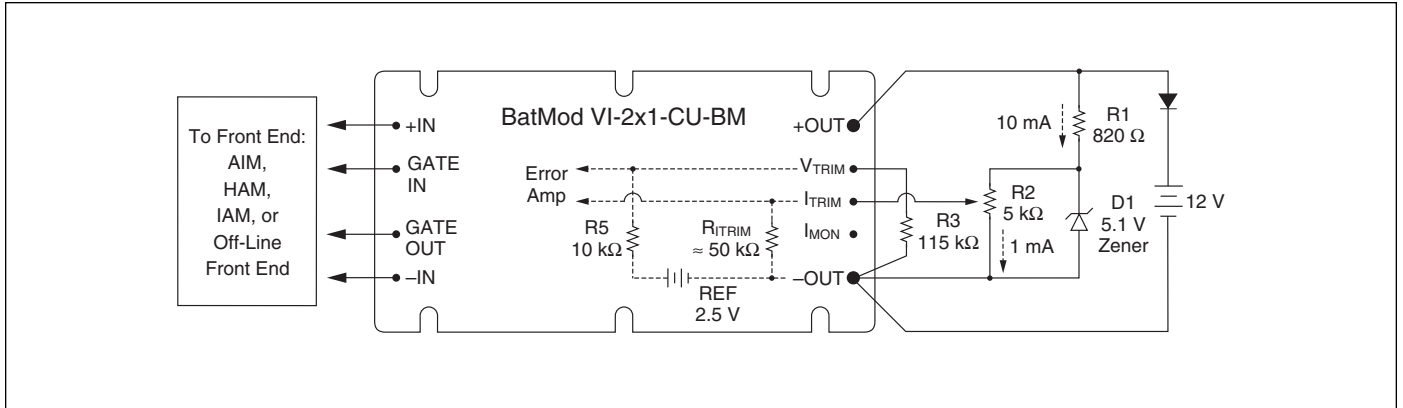 To Front End:
AIM,
HAM,
IAM, or
Off-Line
Front End
BatMod VI-2x1-CU-BM
+IN
GATE
IN
GATE
OUT
–IN
Error
Amp
R5
10 kΩ
RITRIM
≈ 50 kΩ
REF
2.5 V
+OUT
VTRIM
ITRIM
IMON
–OUT
R3
115 kΩ
10 mA
R1
820 Ω
R2
5 kΩ
1 mA
D1
5.1 V
Zener
12 V